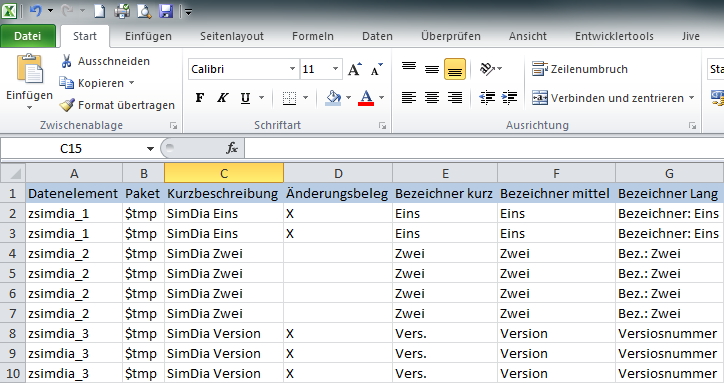 Datei Start Einfügen Seitenlayout Formeln Daten Überprüfen Ansicht Entwicklertools Jive
Einfügen
Ausschneiden
Kopieren
Format übertragen
Zwischenablage
Calibri 11 A A
F K U A
Schriftart
Zeilenumbruch
Verbinden und zentrieren
Ausrichtung
Sta
C15 fx
A B C D E F G
1 Datenelement Paket Kurzbeschreibung Änderungsbeleg Bezeichner kurz Bezeichner mittel Bezeichner Lang
2 zsimdia_1 $tmp SimDia Eins X Eins Eins Bezeichner: Eins
3 zsimdia_1 $tmp SimDia Eins X Eins Eins Bezeichner: Eins
4 zsimdia_2 $tmp SimDia Zwei Zwei Zwei Bez.: Zwei
5 zsimdia_2 $tmp SimDia Zwei Zwei Zwei Bez.: Zwei
6 zsimdia_2 $tmp SimDia Zwei Zwei Zwei Bez.: Zwei
7 zsimdia_2 $tmp SimDia Zwei Zwei Zwei Bez.: Zwei
8 zsimdia_3 $tmp SimDia Version X Vers. Version Versiosnummer
9 zsimdia_3 $tmp SimDia Version X Vers. Version Versiosnummer
10 zsimdia_3 $tmp SimDia Version X Vers. Version Versiosnummer